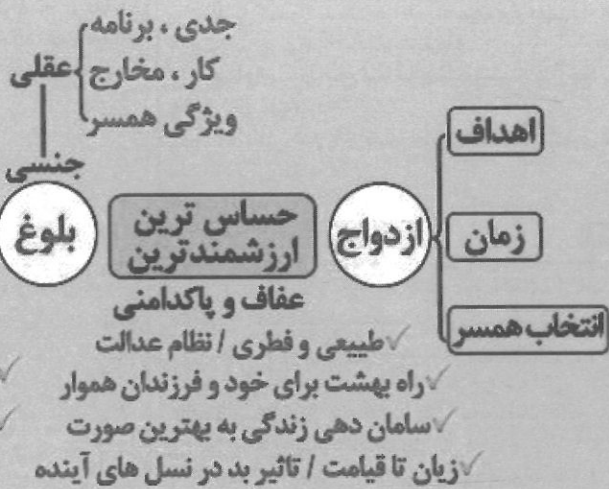 اهداف
زمان
انتخاب همسر
ازدواج
حساس ترین
ارزشمندترین
بلوغ
جنسی
عقلی
جدی ، برنامه
کار ، مخارج
ویژگی همسر
عفاف و پاکدامنی
✓طبیعی و فطری / نظام عدالت
✓راه بهشت برای خود و فرزندان هموار
✓سامان دهی زندگی به بهترین صورت
✓زیان تا قیامت / تاثیر بد در نسل های آینده